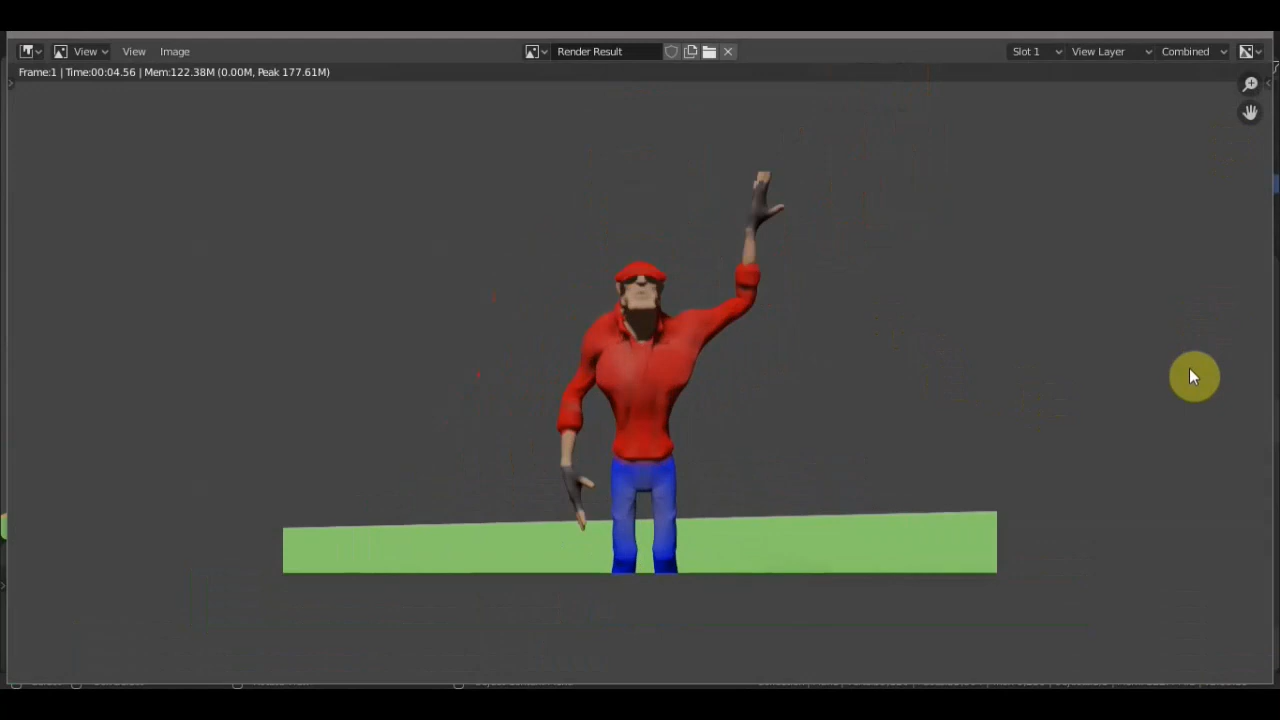 View View Image Render Result Slot 1 View Layer Combined
Frame:1 | Time:00:04.56 | Mem:122.38M (0.00M, Peak 177.61M)